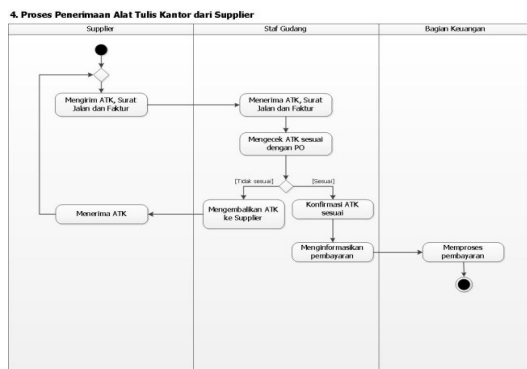 4. Proses Penerimaan Alat Tulis Kantor dari Supplier
Supplier
Staf Gudang
Bagian Keuangan
Mengirim ATK, Surat
Jalan dan Faktur
Menerima ATK, Surat
Jalan dan Faktur
Mengecek ATK sesuai
dengan PO
[Tidak sesuai]
[Sesuai]
Menerima ATK
Mengembalikan ATK
ke Supplier
Konfirmasi ATK
sesuai
Menginformasikan
pembayaran
Memproses
pembayaran